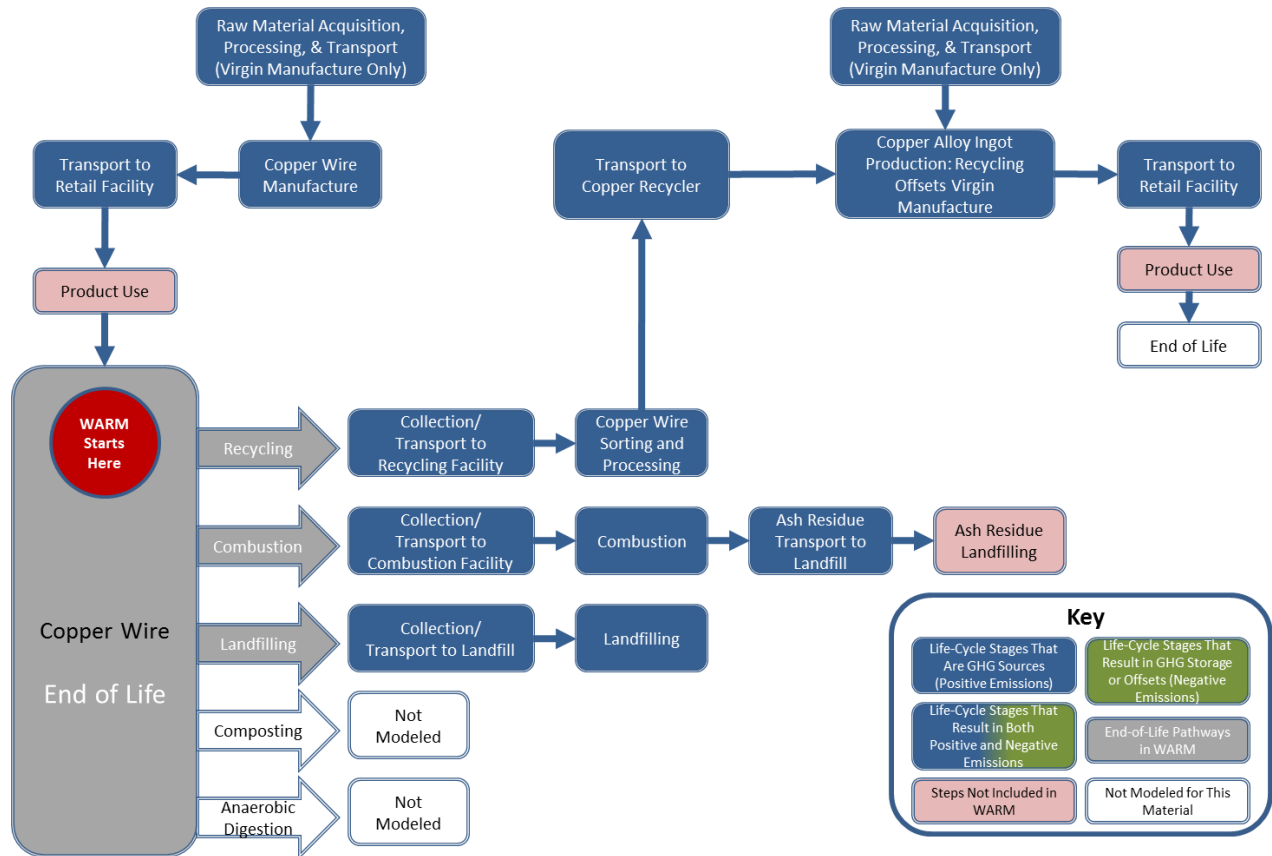 Raw Material Acquisition,
Processing, & Transport
(Virgin Manufacture Only)
Raw Material Acquisition,
Processing, & Transport
(Virgin Manufacture Only)
Transport to
Retail Facility
Copper Wire
Manufacture
Transport to
Copper Recycler
Copper Alloy Ingot
Production: Recycling
Offsets Virgin
Manufacture
Transport to
Retail Facility
Product Use
Product Use
End of Life
WARM
Starts
Here
Copper Wire
End of Life
Recycling
Collection/
Transport to
Recycling Facility
Copper Wire
Sorting and
Processing
Combustion
Collection/
Transport to
Combustion Facility
Combustion
Ash Residue
Transport to
Landfill
Ash Residue
Landfilling
Landfilling
Collection/
Transport to Landfill
Landfilling
Composting
Not
Modeled
Anaerobic
Digestion
Not
Modeled
Key
Life-Cycle Stages That
Are GHG Sources
(Positive Emissions)
Life-Cycle Stages That
Result in GHG Storage
or Offsets (Negative
Emissions)
Life-Cycle Stages That
Result in Both
Positive and Negative
Emissions
End-of-Life Pathways
in WARM
Steps Not Included in
WARM
Not Modeled for This
Material